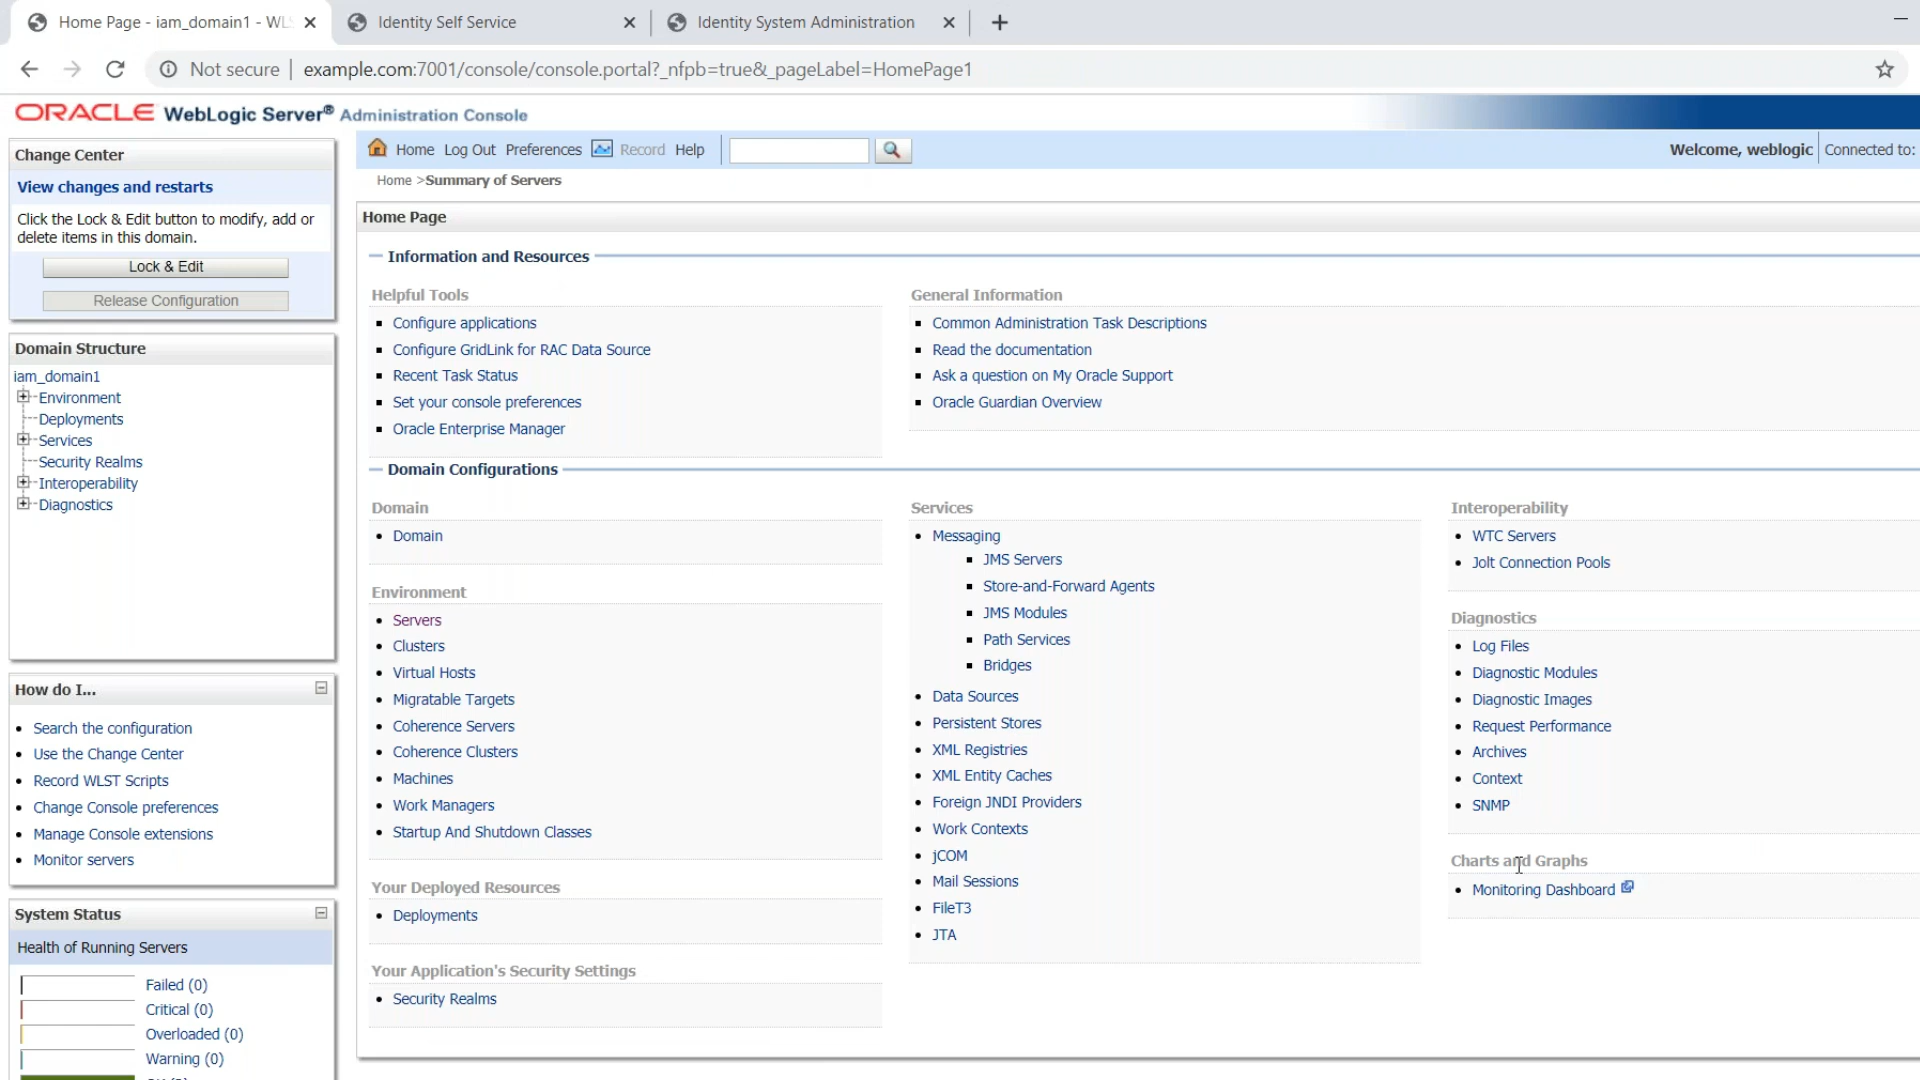 Home Page - iam_domain1 - WLS
Identity Self Service
Identity System Administration
Not secure
example.com:7001/console/console.portal?_nfpb=true&_pageLabel=HomePage1
ORACLE WebLogic Server® Administration Console
Change Center
View changes and restarts
Click the Lock & Edit button to modify, add or
delete items in this domain.
Lock & Edit
Release Configuration
Domain Structure
iam_domain1
Environment
Deployments
Services
Security Realms
Interoperability
Diagnostics
How do I...
Search the configuration
Use the Change Center
Record WLST Scripts
Change Console preferences
Manage Console extensions
Monitor servers
System Status
Health of Running Servers
Failed (0)
Critical (0)
Overloaded (0)
Warning (0)
Home Log Out Preferences Record Help
Welcome, weblogic
Connected to:
Home >Summary of Servers
Home Page
Information and Resources
Helpful Tools
Configure applications
Configure GridLink for RAC Data Source
Recent Task Status
Set your console preferences
Oracle Enterprise Manager
General Information
Common Administration Task Descriptions
Read the documentation
Ask a question on My Oracle Support
Oracle Guardian Overview
Domain Configurations
Domain
Domain
Environment
Servers
Clusters
Virtual Hosts
Migratable Targets
Coherence Servers
Coherence Clusters
Machines
Work Managers
Startup And Shutdown Classes
Your Deployed Resources
Deployments
Your Application's Security Settings
Security Realms
Services
Messaging
JMS Servers
Store-and-Forward Agents
JMS Modules
Path Services
Bridges
Data Sources
Persistent Stores
XML Registries
XML Entity Caches
Foreign JNDI Providers
Work Contexts
jCOM
Mail Sessions
FileT3
JTA
Interoperability
WTC Servers
Jolt Connection Pools
Diagnostics
Log Files
Diagnostic Modules
Diagnostic Images
Request Performance
Archives
Context
SNMP
Charts and Graphs
Monitoring Dashboard